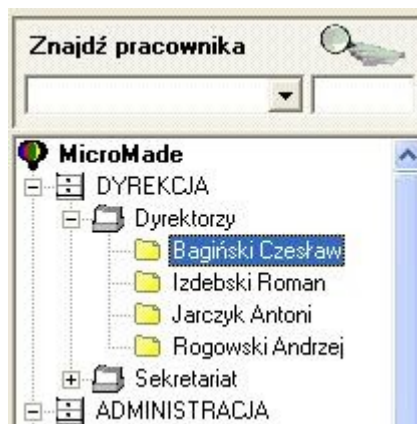 Znajdź pracownika
MicroMade
DYREKCJA
Dyrektorzy
Bagiński Czesław
Izdebski Roman
Jarczyk Antoni
Rogowski Andrzej
Sekretariat
ADMINISTRACJA